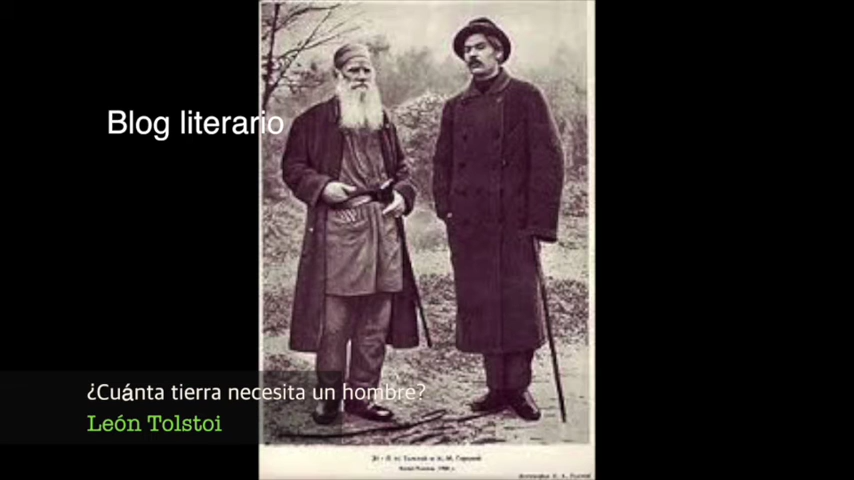 Blog literario
¿Cuánta tierra necesita un hombre?
León Tolstoi